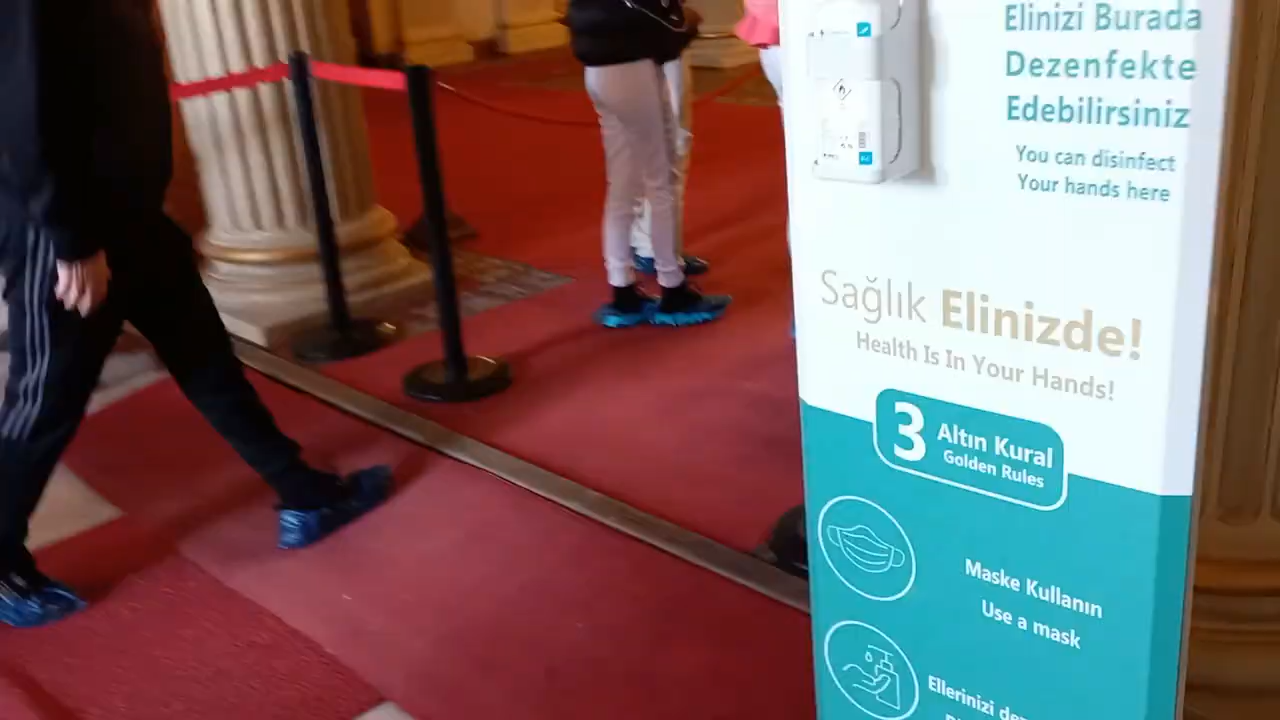 Elinizi Burada
Dezenfekte
Edebilirsiniz
You can disinfect
Your hands here
Sağlık Elinizde!
Health Is In Your Hands!
3 Altın Kural
Golden Rules
Maske Kullanın
Use a mask
Ellerinizi